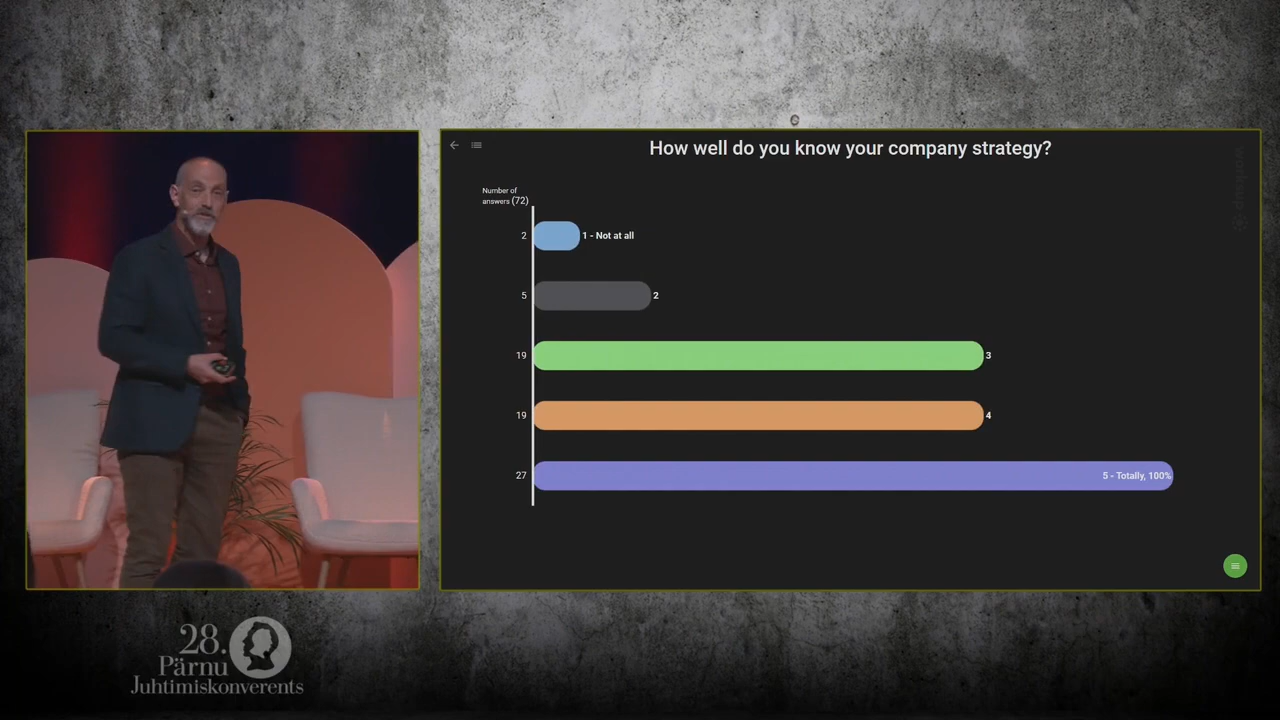 How well do you know your company strategy?
Number of
answers (72)
2 1 - Not at all
5 2
19 3
19 4
27 5 - Totally, 100%
28.
Pärnu
Juhtimiskonverents